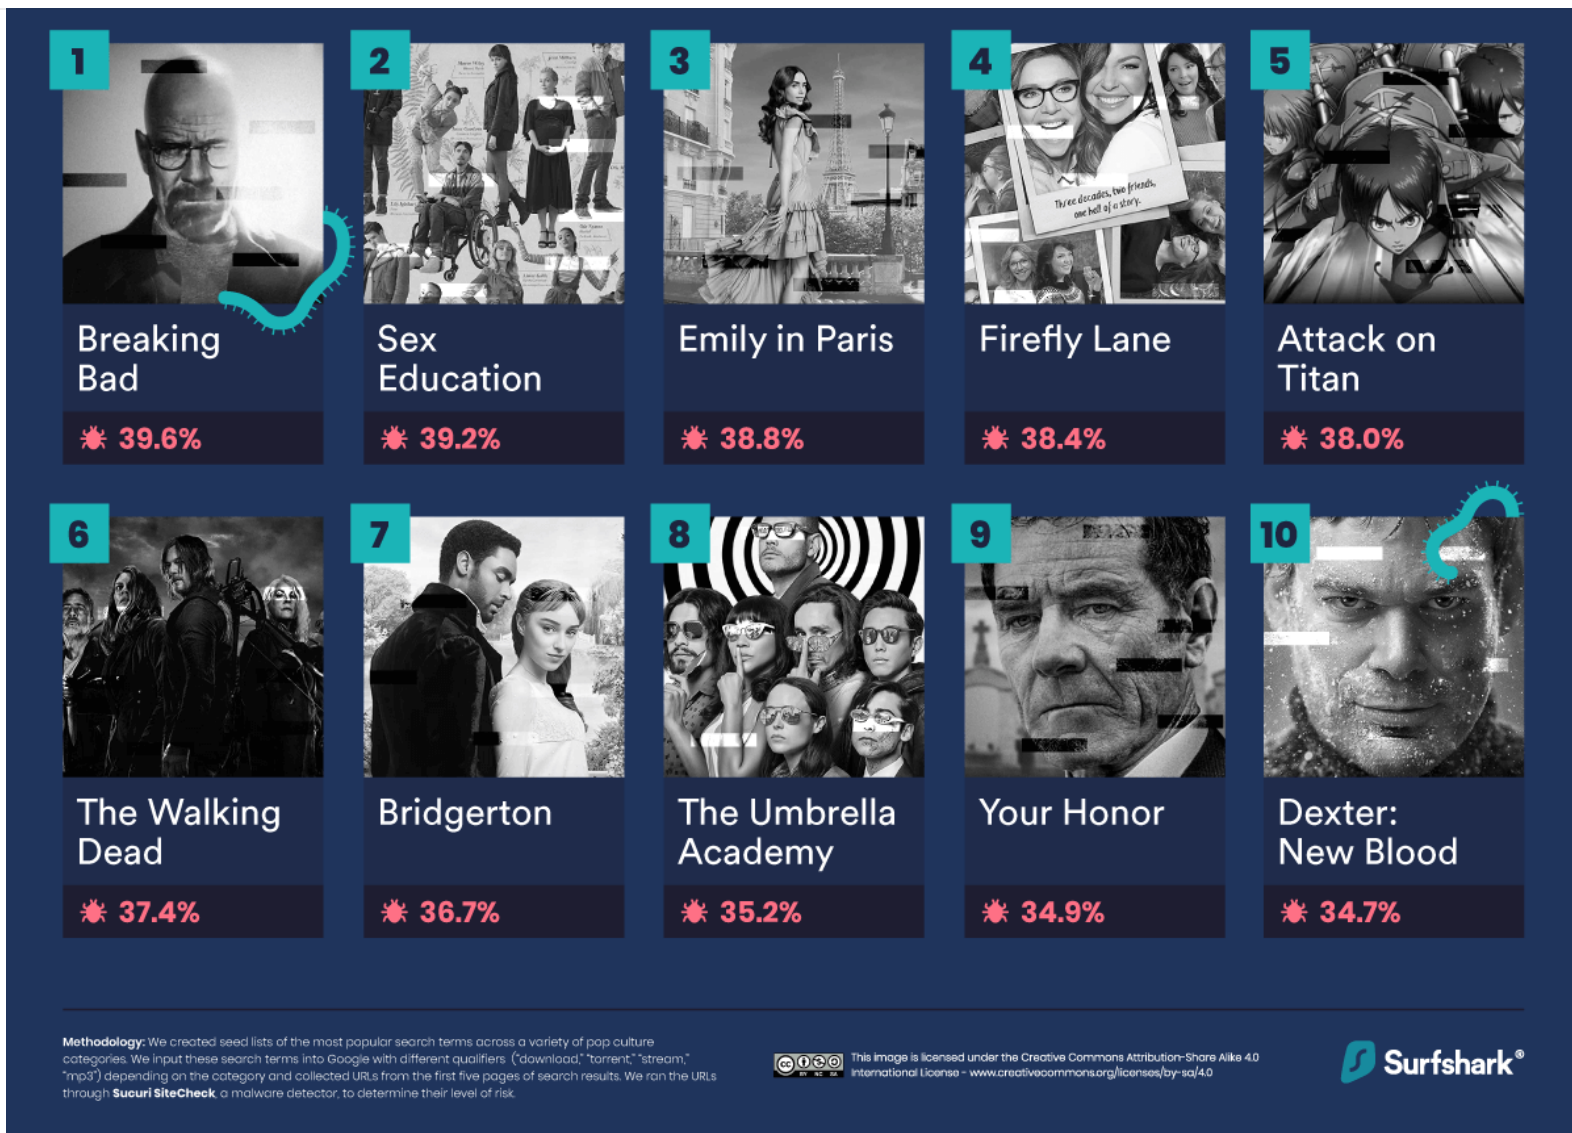 1
2
3
4
5
Three decades, two friends,
one hell of a story.
Breaking
Bad
Sex
Education
Emily in Paris
Firefly Lane
Attack on
Titan
39.6%
39.2%
38.8%
38.4%
38.0%
6
7
8
9
10
The Walking
Dead
Bridgerton
The Umbrella
Academy
Your Honor
Dexter:
New Blood
37.4%
36.7%
35.2%
34.9%
34.7%
Methodology: We created seed lists of the most popular search terms across a variety of pop culture
categories. We input these search terms into Google with different qualifiers ("download," "torrent," "stream,"
"mp3") depending on the category and collected URLs from the first five pages of search results. We ran the URLs
through Sucuri SiteCheck, a malware detector, to determine their level of risk.
cc
BY NC SA
This image is licensed under the Creative Commons Attribution-Share Alike 4.0
International License - www.creativecommons.org/licenses/by-sa/4.0
Surfshark®